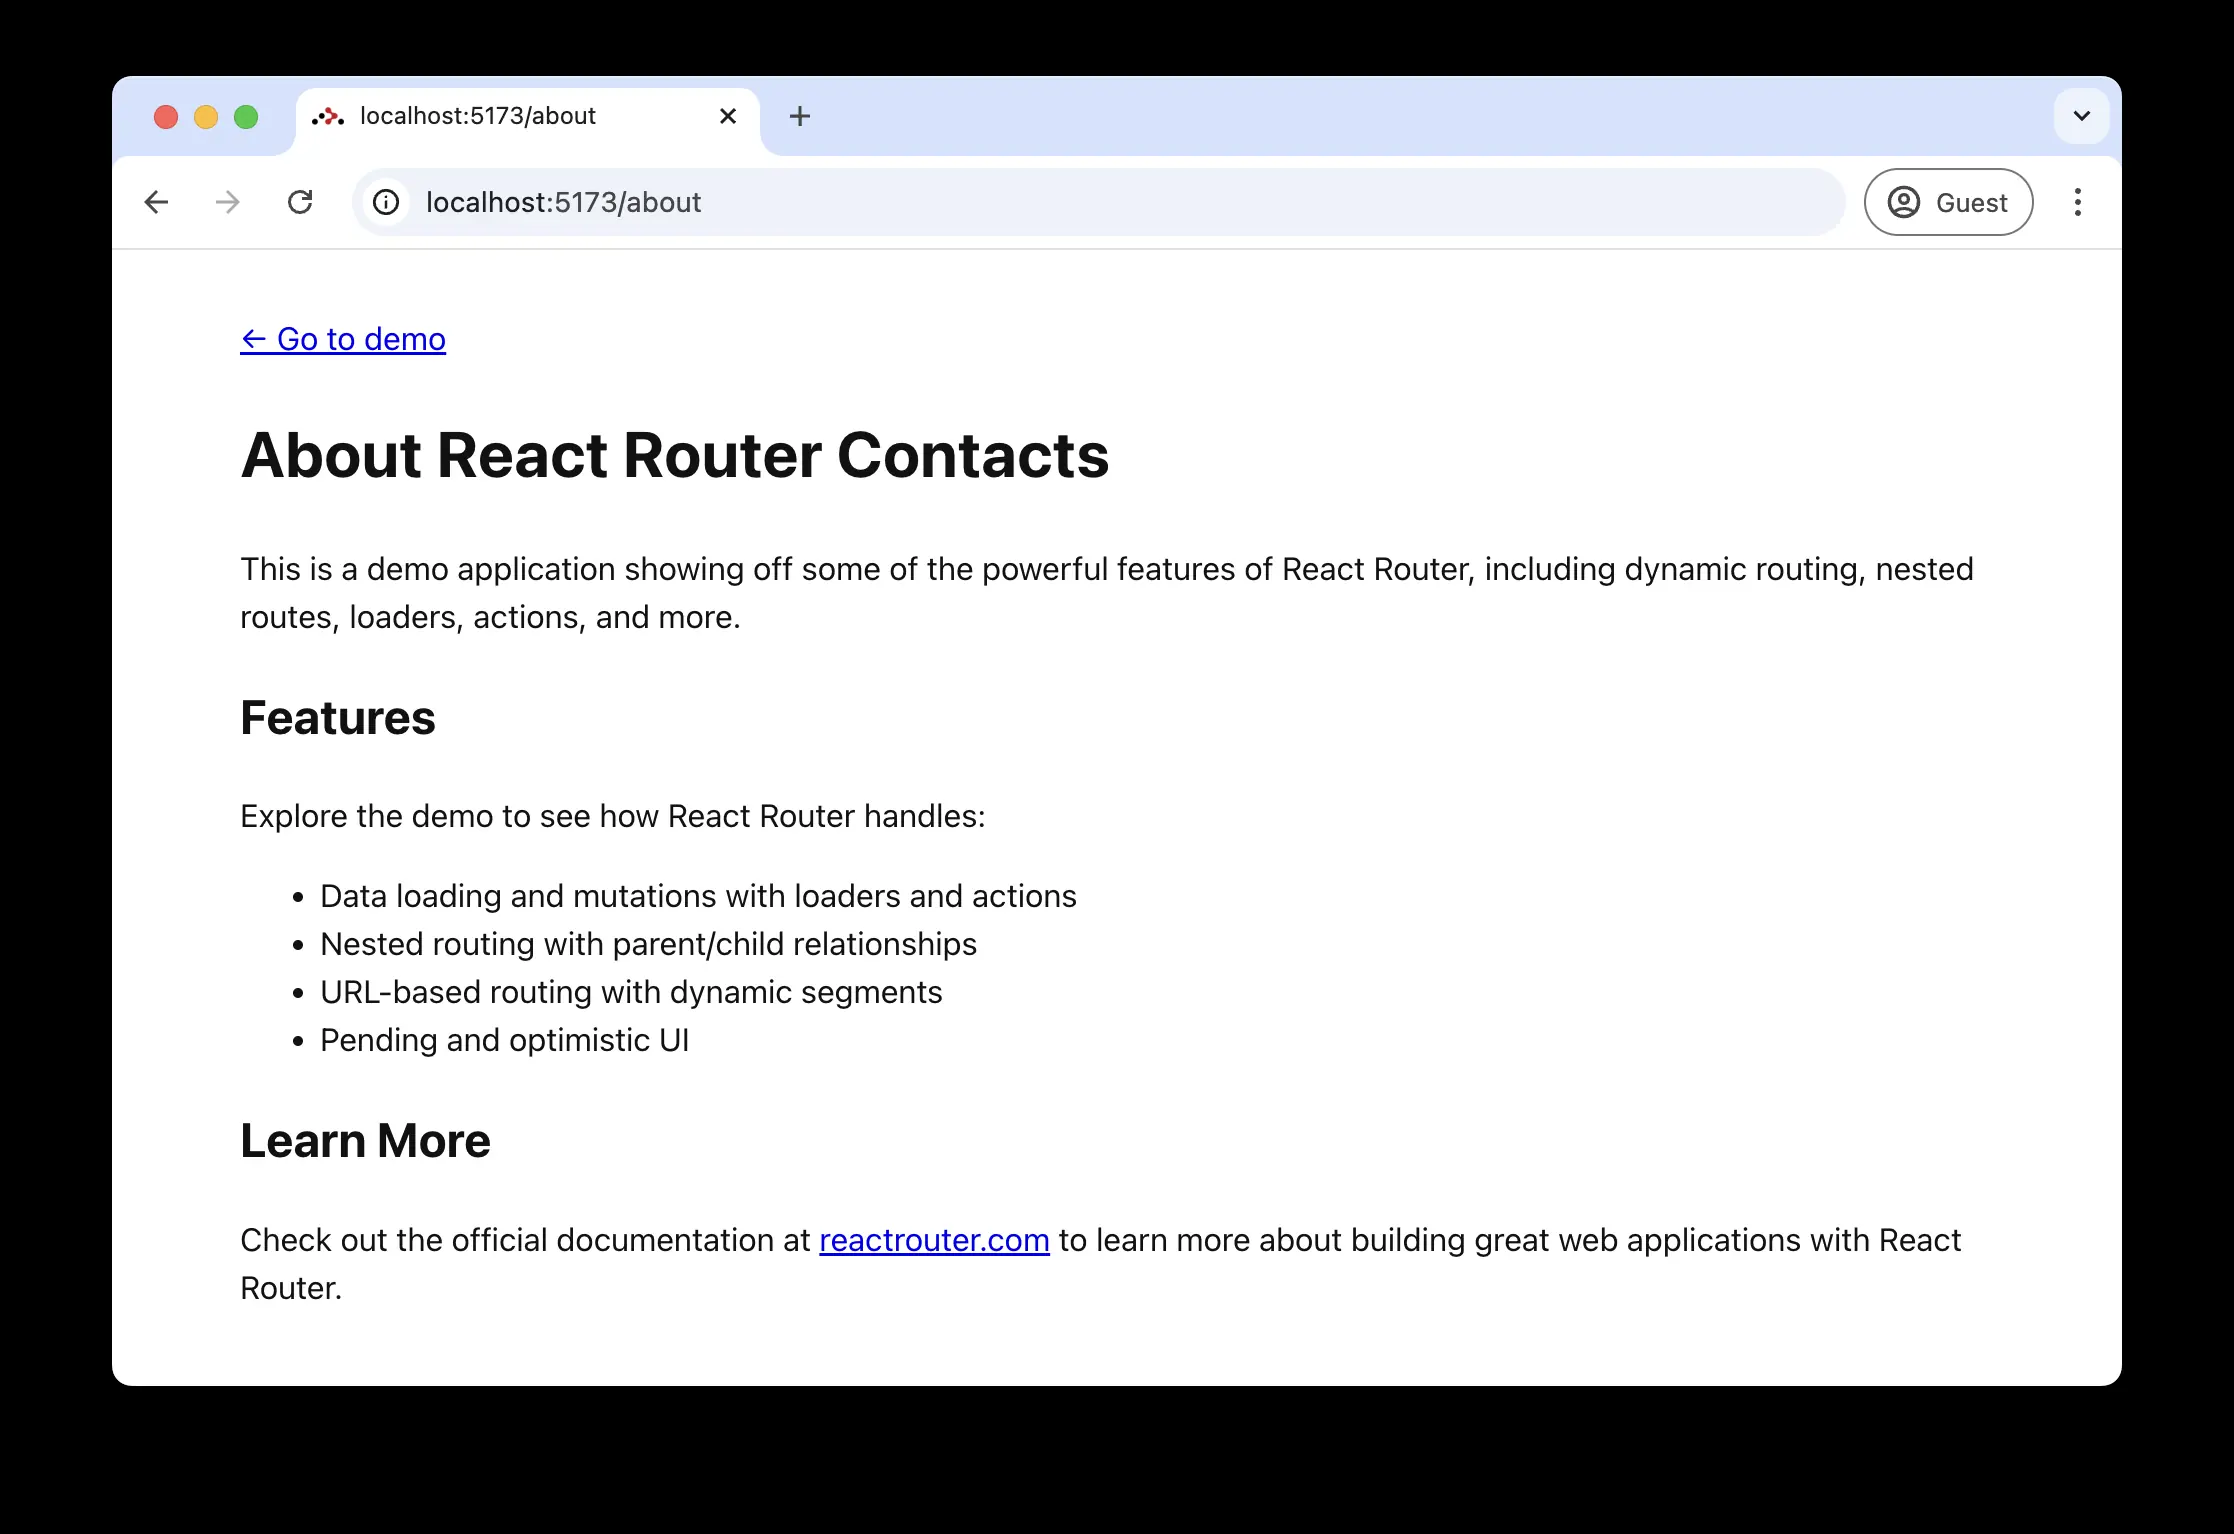 localhost:5173/about
localhost:5173/about
Guest
← Go to demo
About React Router Contacts
This is a demo application showing off some of the powerful features of React Router, including dynamic routing, nested
routes, loaders, actions, and more.
Features
Explore the demo to see how React Router handles:
• Data loading and mutations with loaders and actions
• Nested routing with parent/child relationships
• URL-based routing with dynamic segments
• Pending and optimistic UI
Learn More
Check out the official documentation at reactrouter.com to learn more about building great web applications with React
Router.